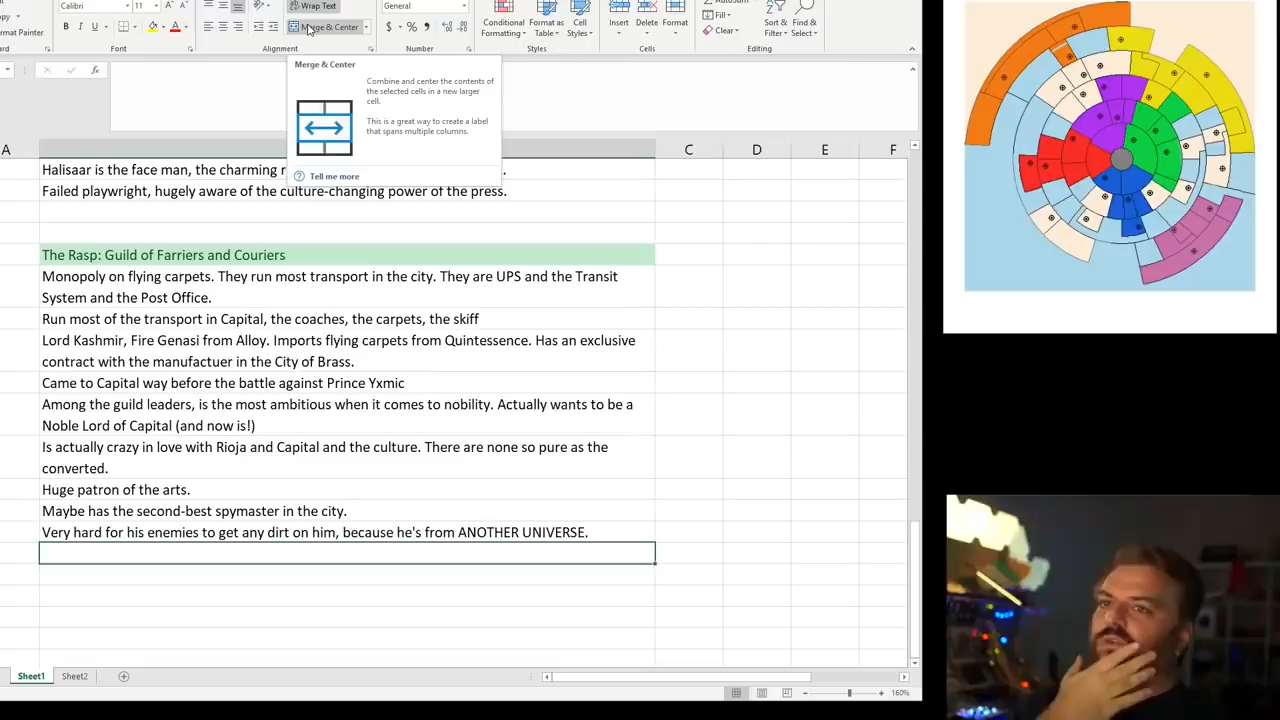 Wrap Text
Calibri 11 A A
General
AutoSum
Format Painter
B I U
Merge & Center
$ % ,
Conditional Formatting
Format as Table
Cell Styles
Insert
Delete
Format
Fill
Clear
Sort & Filter
Find & Select
Font
Alignment
Number
Styles
Cells
Editing
fx
Merge & Center
Combine and center the contents of
the selected cells in a new larger
cell.
This is a great way to create a label
that spans multiple columns.
Tell me more
A C D E F
Halisaar is the face man, the charming
Failed playwright, hugely aware of the culture-changing power of the press.
The Rasp: Guild of Farriers and Couriers
Monopoly on flying carpets. They run most transport in the city. They are UPS and the Transit
System and the Post Office.
Run most of the transport in Capital, the coaches, the carpets, the skiff
Lord Kashmir, Fire Genasi from Alloy. Imports flying carpets from Quintessence. Has an exclusive
contract with the manufactuer in the City of Brass.
Came to Capital way before the battle against Prince Yxmic
Among the guild leaders, is the most ambitious when it comes to nobility. Actually wants to be a
Noble Lord of Capital (and now is!)
Is actually crazy in love with Rioja and Capital and the culture. There are none so pure as the
converted.
Huge patron of the arts.
Maybe has the second-best spymaster in the city.
Very hard for his enemies to get any dirt on him, because he's from ANOTHER UNIVERSE.
Sheet1 Sheet2
160%